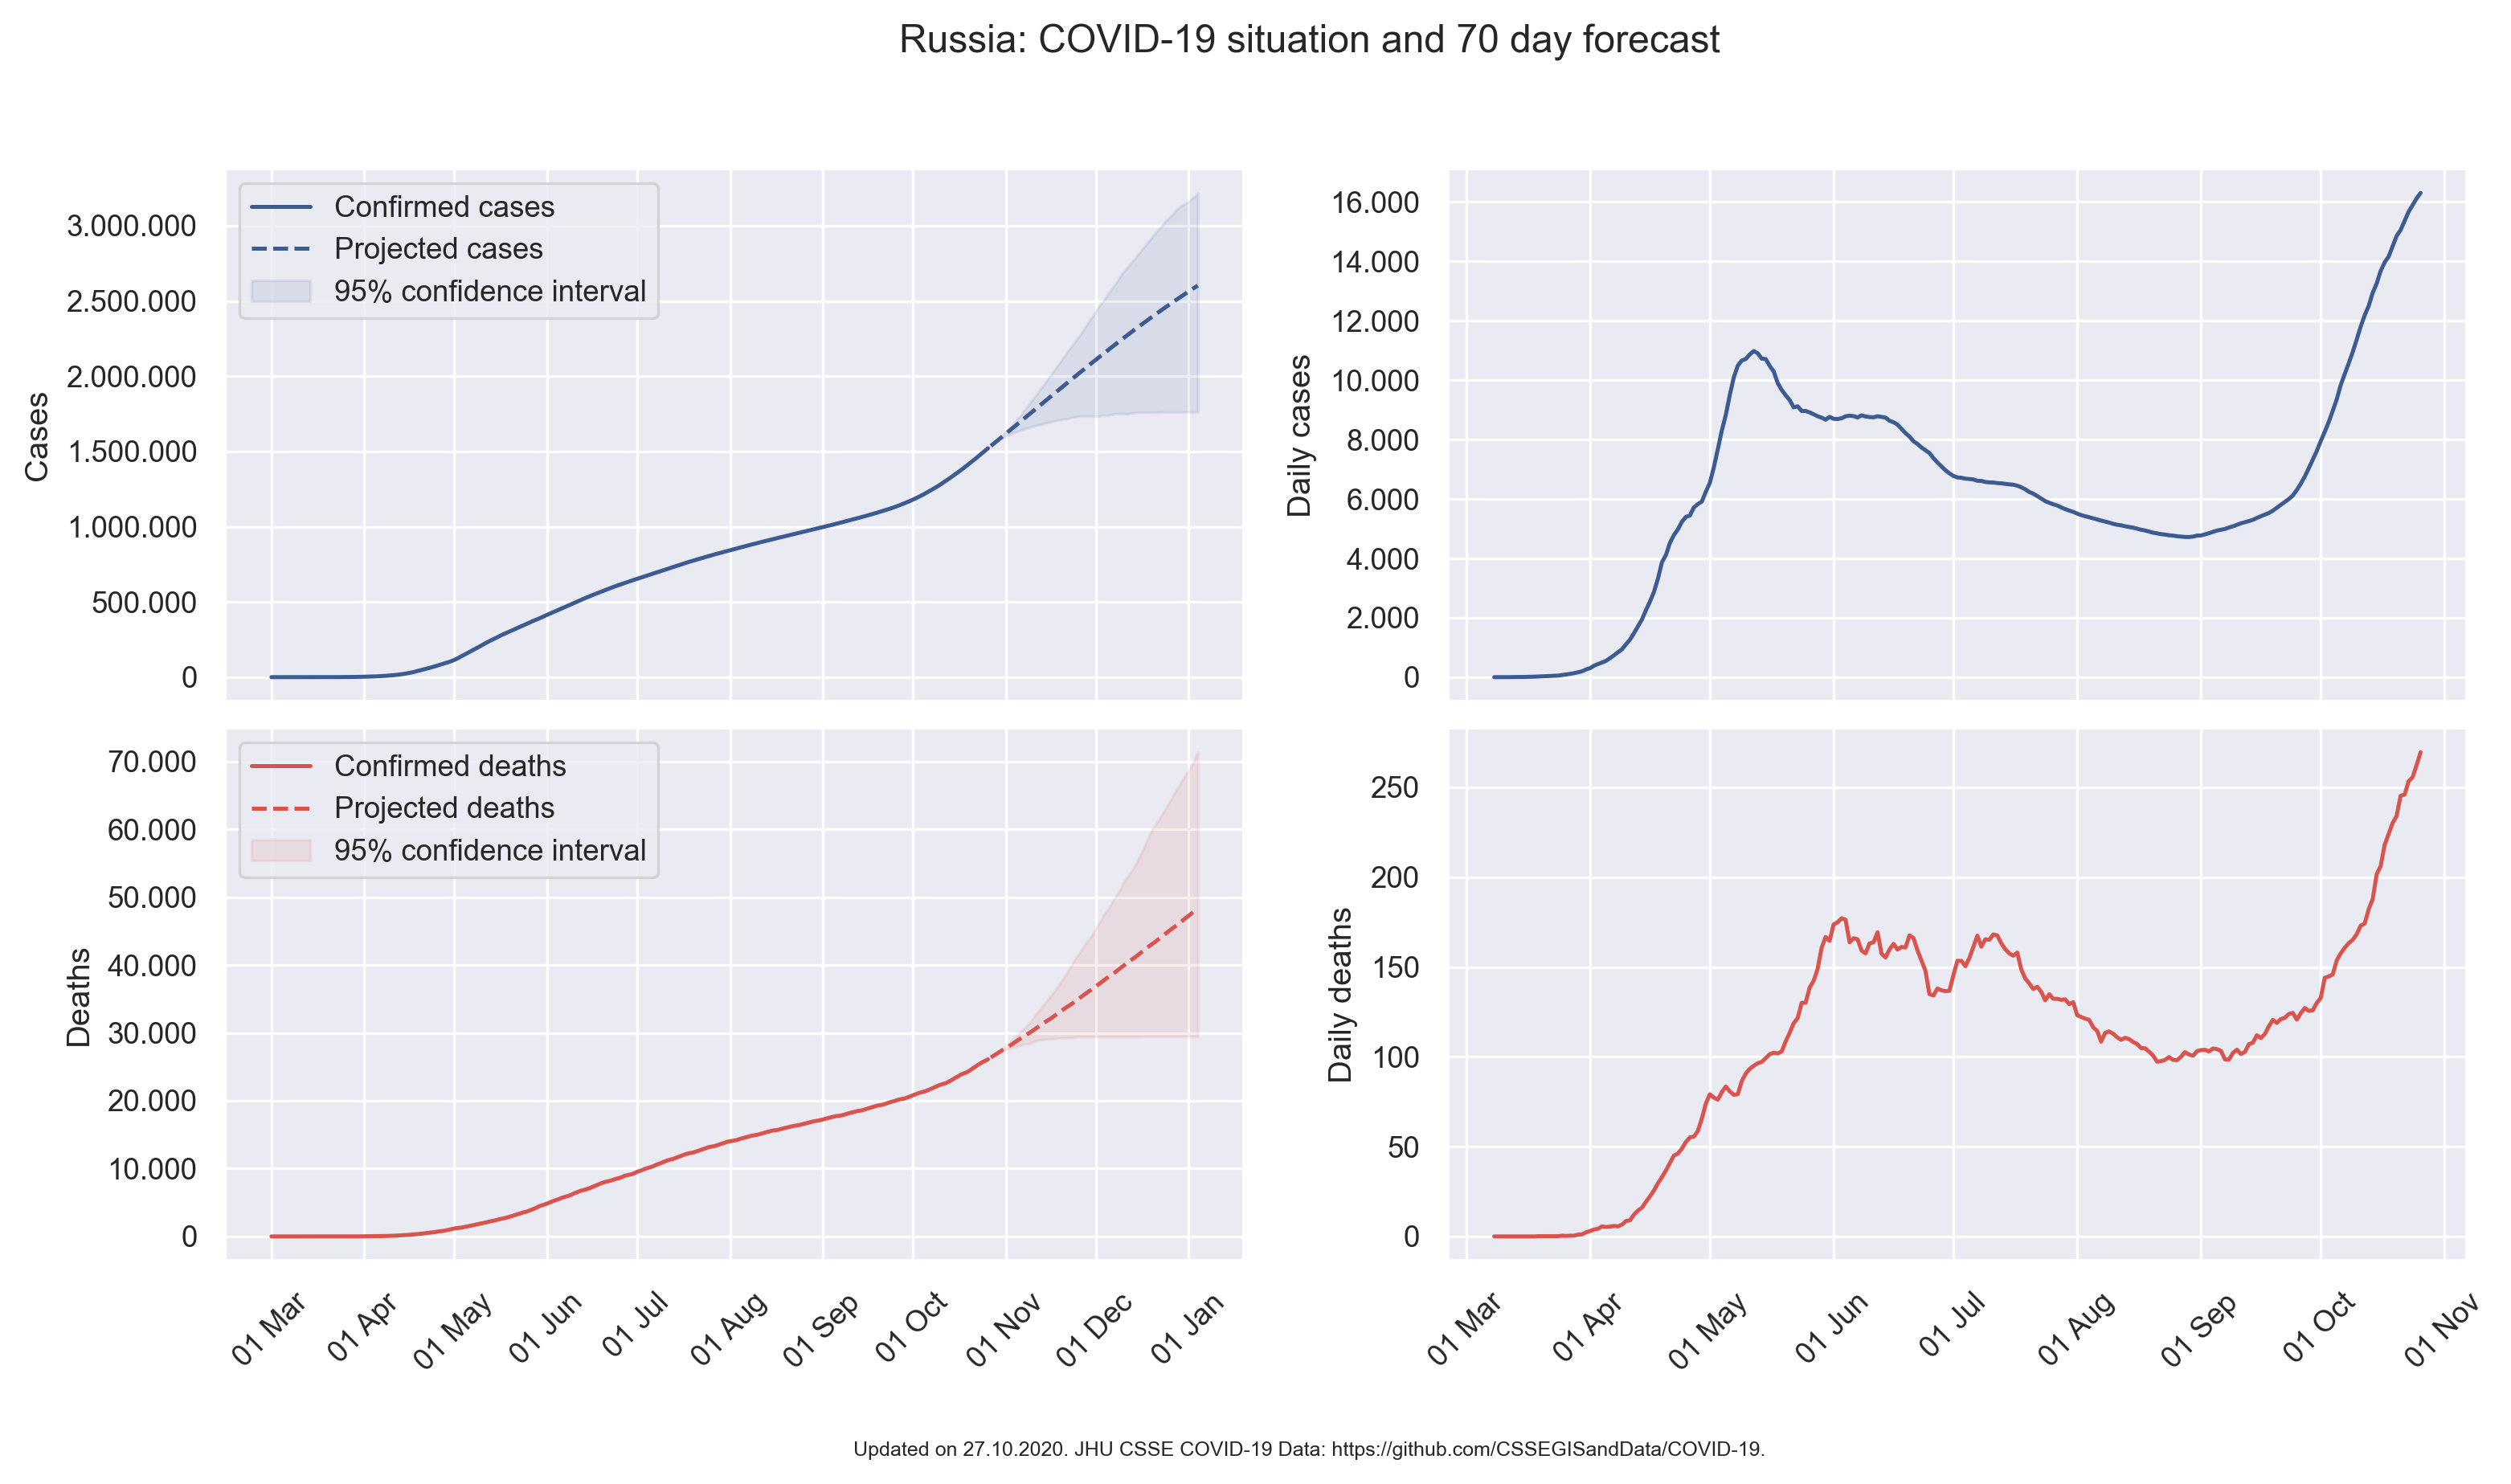 Russia: COVID-19 situation and 70 day forecast
Confirmed cases
Projected cases
95% confidence interval
3.000.000
2.500.000
2.000.000
1.500.000
1.000.000
500.000
0
Cases
16.000
14.000
12.000
10.000
8.000
6.000
4.000
2.000
0
Daily cases
Confirmed deaths
Projected deaths
95% confidence interval
70.000
60.000
50.000
40.000
30.000
20.000
10.000
0
Deaths
01 Mar
01 Apr
01 May
01 Jun
01 Jul
01 Aug
01 Sep
01 Oct
01 Nov
01 Dec
01 Jan
250
200
150
100
50
0
Daily deaths
01 Mar
01 Apr
01 May
01 Jun
01 Jul
01 Aug
01 Sep
01 Oct
01 Nov
Updated on 27.10.2020. JHU CSSE COVID-19 Data: https://github.com/CSSEGISandData/COVID-19.